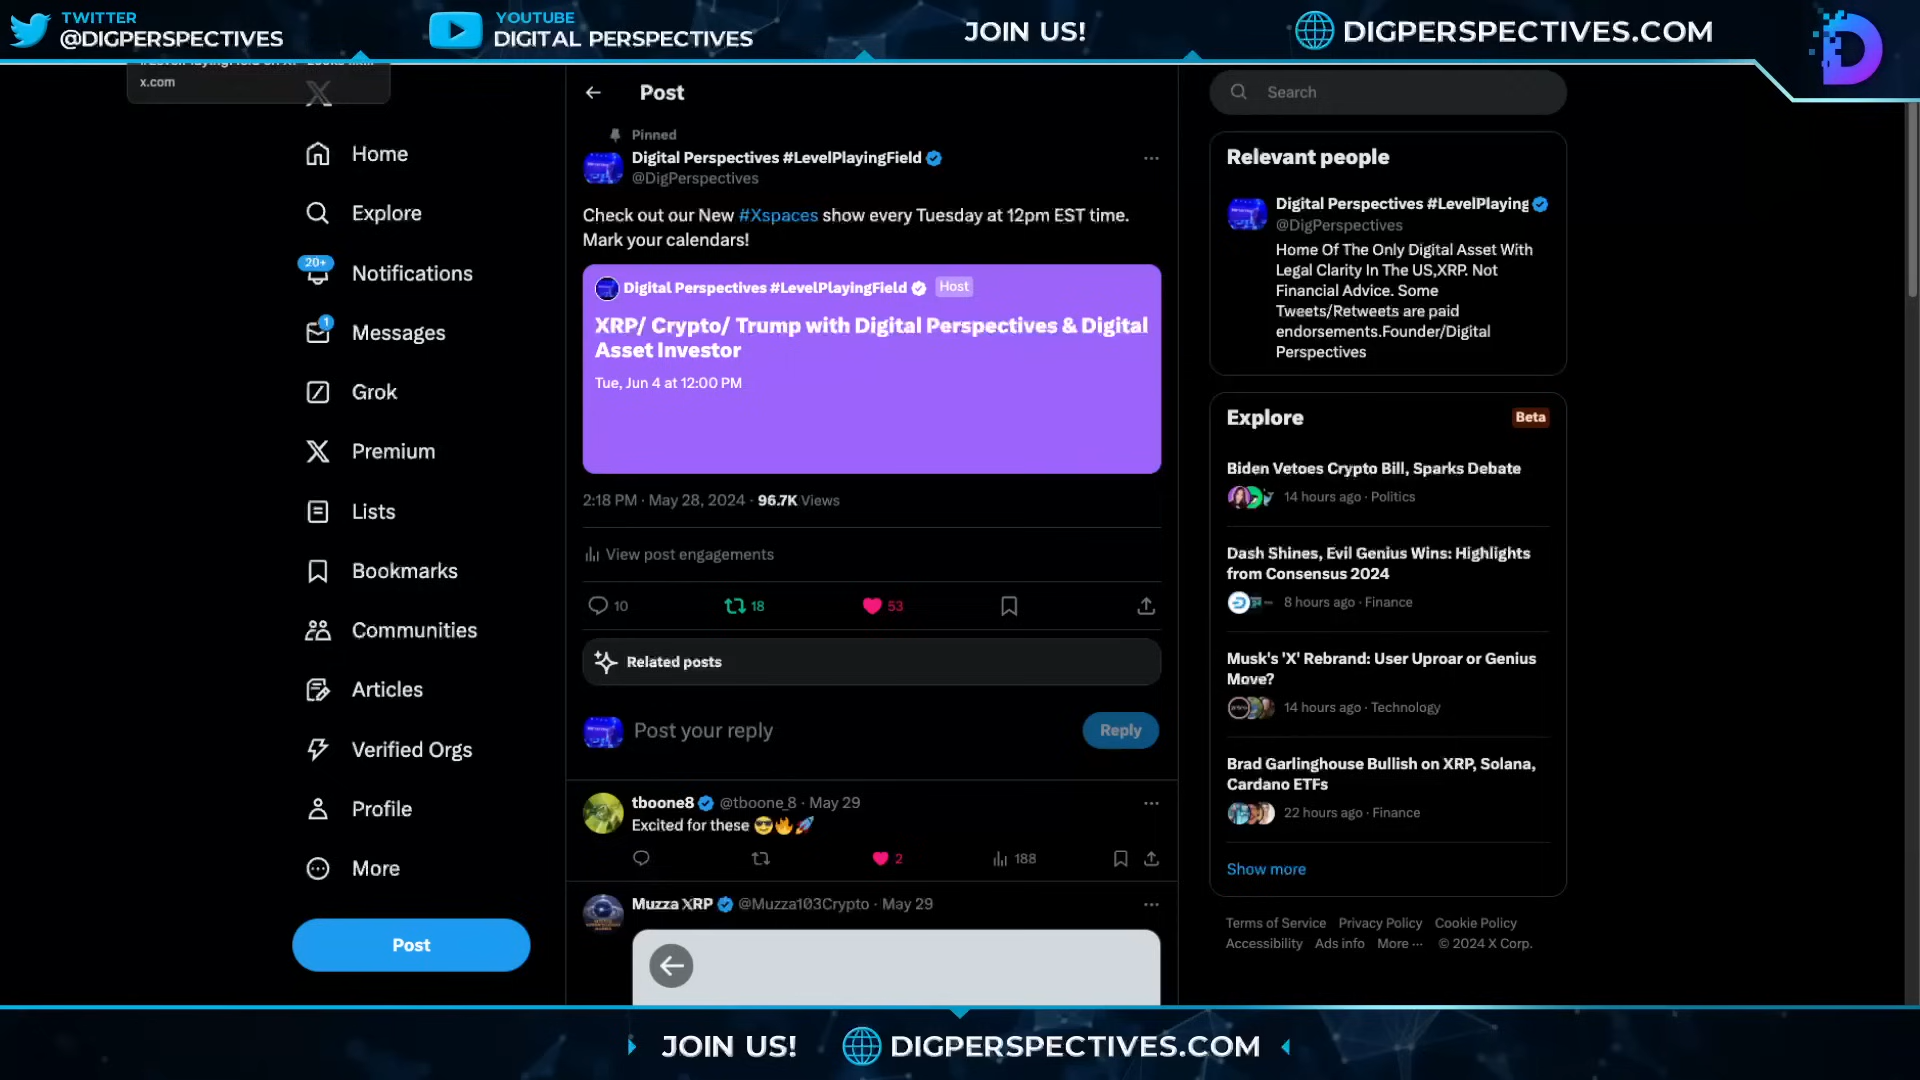 TWITTER
@DIGPERSPECTIVES
YOUTUBE
DIGITAL PERSPECTIVES
JOIN US!
DIGPERSPECTIVES.COM
x.com
Home
Explore
20+
Notifications
1
Messages
Grok
Premium
Lists
Bookmarks
Communities
Articles
Verified Orgs
Profile
More
Post
Post
Pinned
Digital Perspectives #LevelPlayingField
@DigPerspectives
Check out our New #Xspaces show every Tuesday at 12pm EST time.
Mark your calendars!
Digital Perspectives #LevelPlayingField Host
XRP/ Crypto/ Trump with Digital Perspectives & Digital
Asset Investor
Tue, Jun 4 at 12:00 PM
2:18 PM · May 28, 2024 · 96.7K Views
View post engagements
10 18 53
Related posts
Post your reply
Reply
tboone8 @tboone_8 · May 29
Excited for these 😎🔥🚀
2 188
Muzza XRP @Muzza103Crypto · May 29
Search
Relevant people
Digital Perspectives #LevelPlaying
@DigPerspectives
Home Of The Only Digital Asset With
Legal Clarity In The US,XRP. Not
Financial Advice. Some
Tweets/Retweets are paid
endorsements.Founder/Digital
Perspectives
Explore Beta
Biden Vetoes Crypto Bill, Sparks Debate
14 hours ago · Politics
Dash Shines, Evil Genius Wins: Highlights
from Consensus 2024
8 hours ago · Finance
Musk's 'X' Rebrand: User Uproar or Genius
Move?
14 hours ago · Technology
Brad Garlinghouse Bullish on XRP, Solana,
Cardano ETFs
22 hours ago · Finance
Show more
Terms of Service Privacy Policy Cookie Policy
Accessibility Ads info More ··· © 2024 X Corp.
JOIN US! DIGPERSPECTIVES.COM